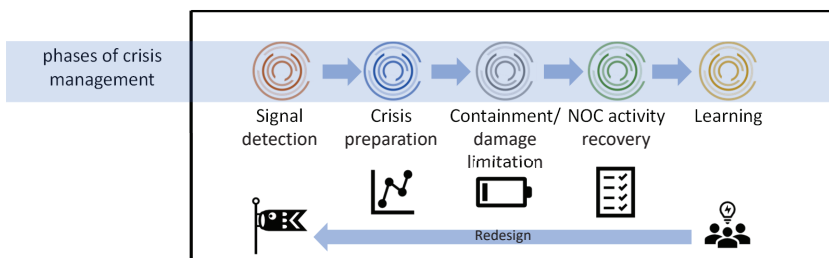 phases of crisis
management
Signal
detection
Crisis
preparation
Containment/
damage
limitation
NOC activity
recovery
Learning
Redesign